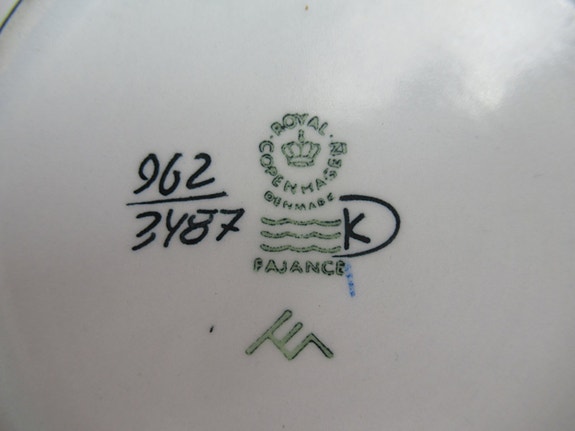 ROYAL
COPENHAGEN
DENMARK
962
3487
K
FAJANCE